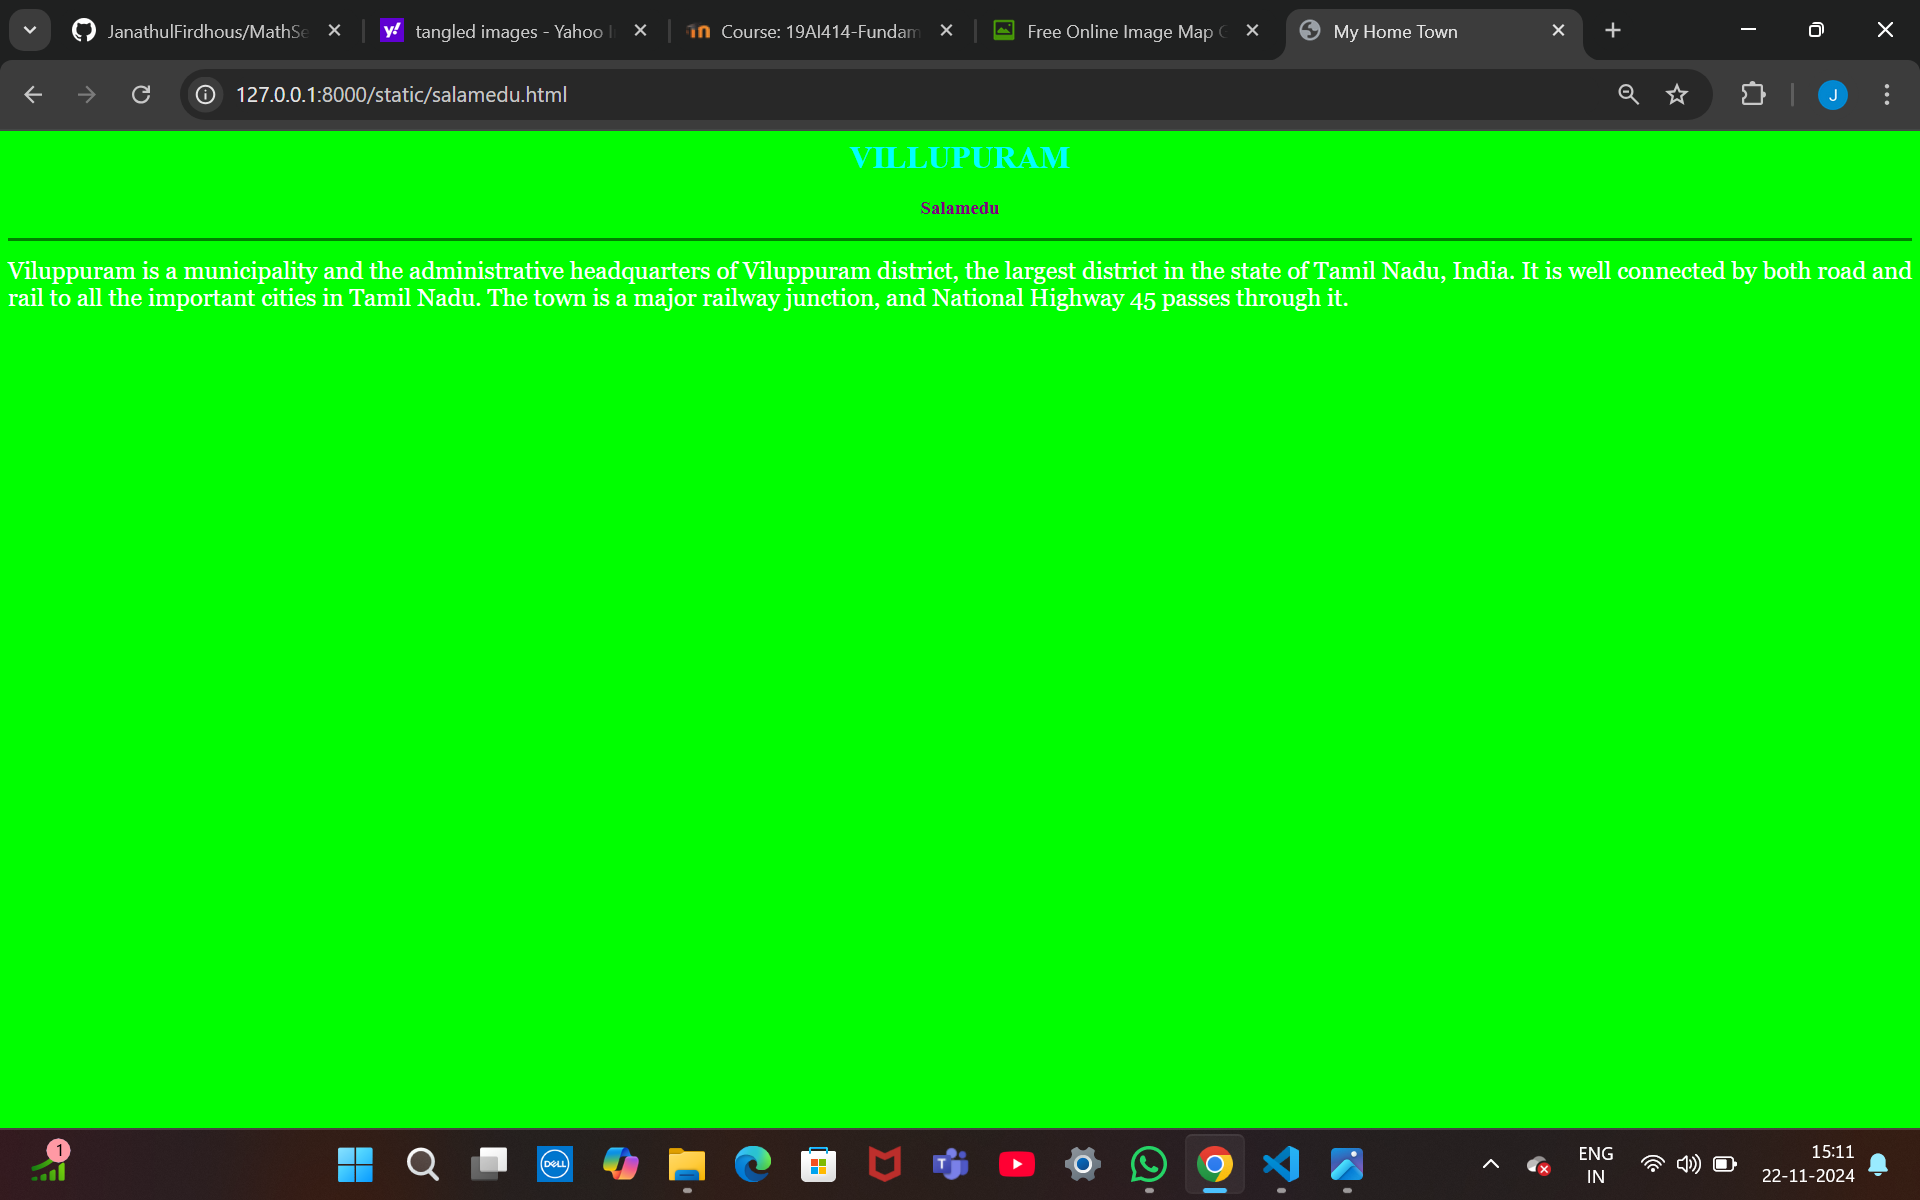 JanathulFirdhous/MathSe
tangled images - Yahoo I
Course: 19AI414-Fundam
Free Online Image Map G
My Home Town
127.0.0.1:8000/static/salamedu.html
J
VILLUPURAM
Salamedu
Viluppuram is a municipality and the administrative headquarters of Viluppuram district, the largest district in the state of Tamil Nadu, India. It is well connected by both road and
rail to all the important cities in Tamil Nadu. The town is a major railway junction, and National Highway 45 passes through it.
1
DELL
ENG
IN
15:11
22-11-2024